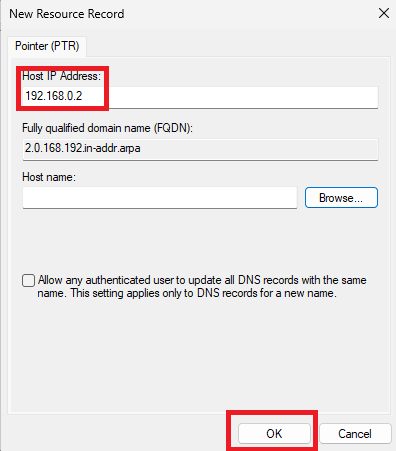 New Resource Record
Pointer (PTR)
Host IP Address:
192.168.0.2
Fully qualified domain name (FQDN):
2.0.168.192.in-addr.arpa
Host name:
Browse...
Allow any authenticated user to update all DNS records with the same
name. This setting applies only to DNS records for a new name.
OK
Cancel